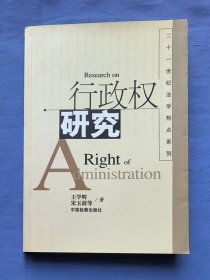 Research on
行政权
研究
Right of
Administration
二十一世纪法学热点系列
王学辉
宋玉波等/著
中国检察出版社